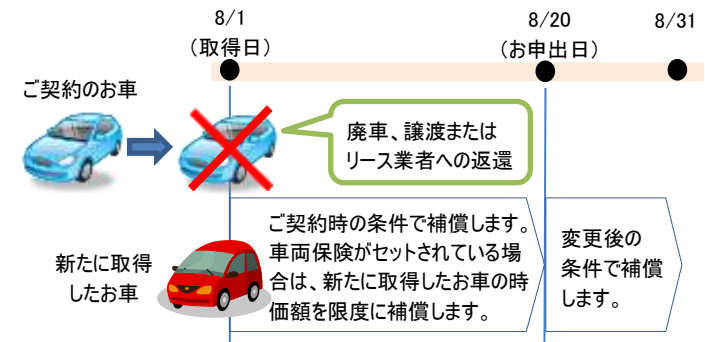 8/1
(取得日)
8/20
(お申出日)
8/31
ご契約のお車
廃車、譲渡または
リース業者への返還
新たに取得
したお車
ご契約時の条件で補償します。
車両保険がセットされている場
合は、新たに取得したお車の時
価額を限度に補償します。
変更後の
条件で補償
します。